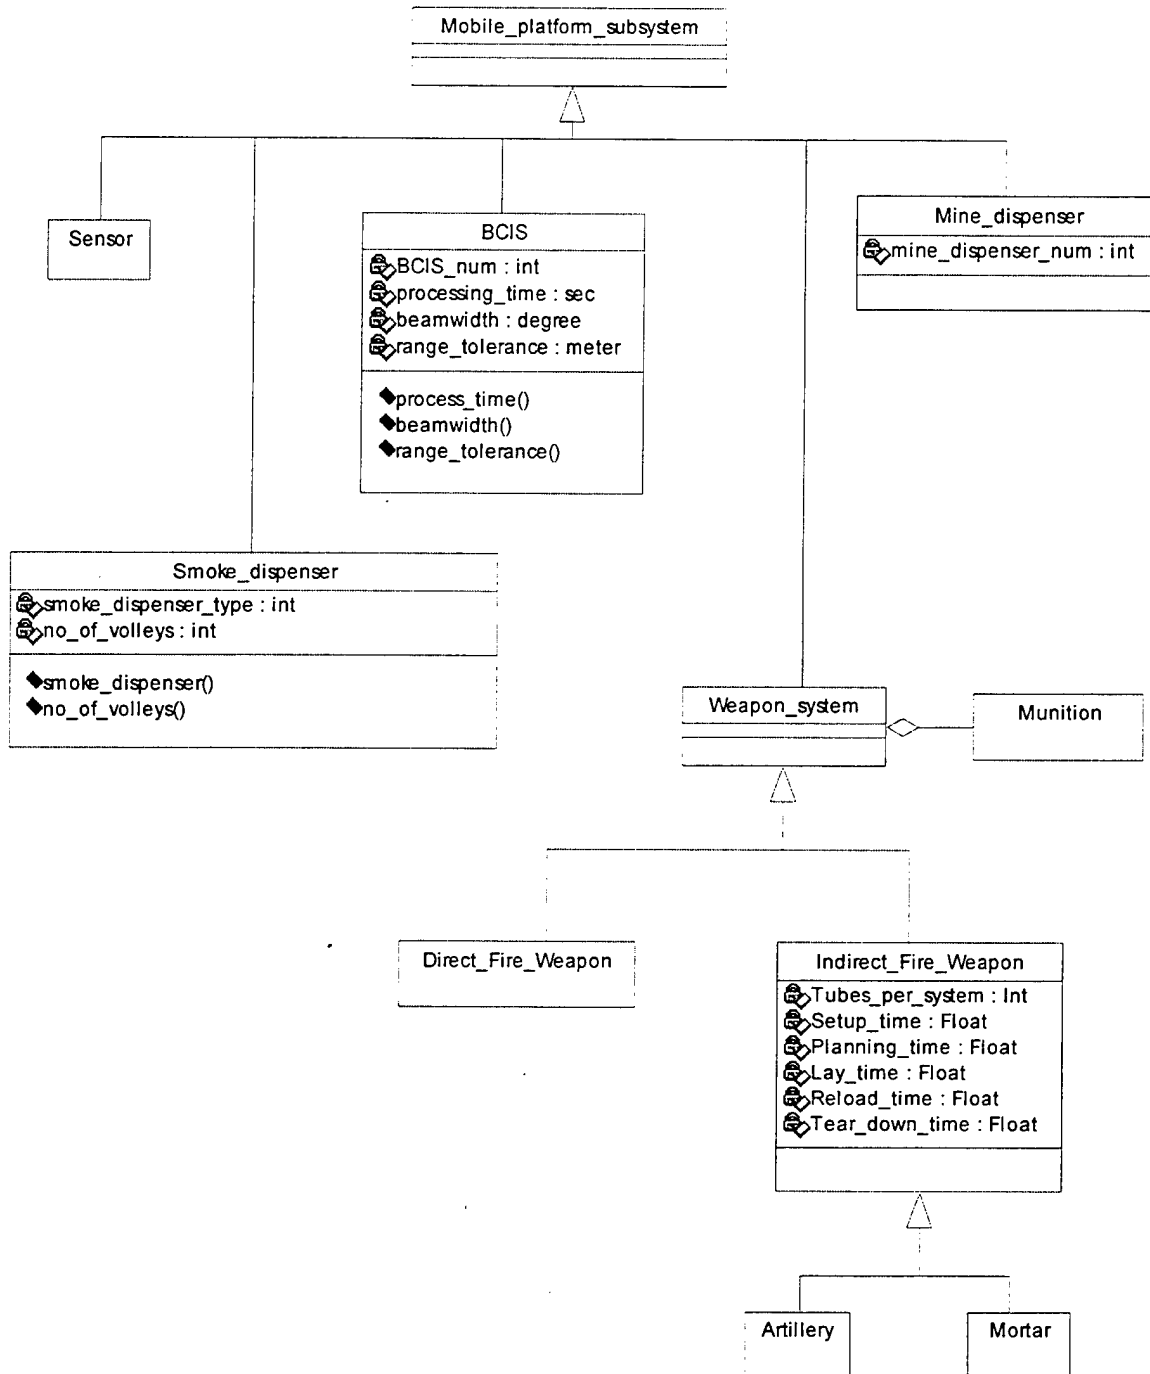 Mobile_platform_subsystem
Sensor
BCIS
BCIS_num : int
processing_time : sec
beamwidth : degree
range_tolerance : meter
process_time()
beamwidth()
range_tolerance()
Mine_dispenser
mine_dispenser_num : int
Smoke_dispenser
smoke_dispenser_type : int
no_of_volleys : int
smoke_dispenser()
no_of_volleys()
Weapon_system
Munition
Direct_Fire_Weapon
Indirect_Fire_Weapon
Tubes_per_system : Int
Setup_time : Float
Planning_time : Float
Lay_time : Float
Reload_time : Float
Tear_down_time : Float
Artillery
Mortar